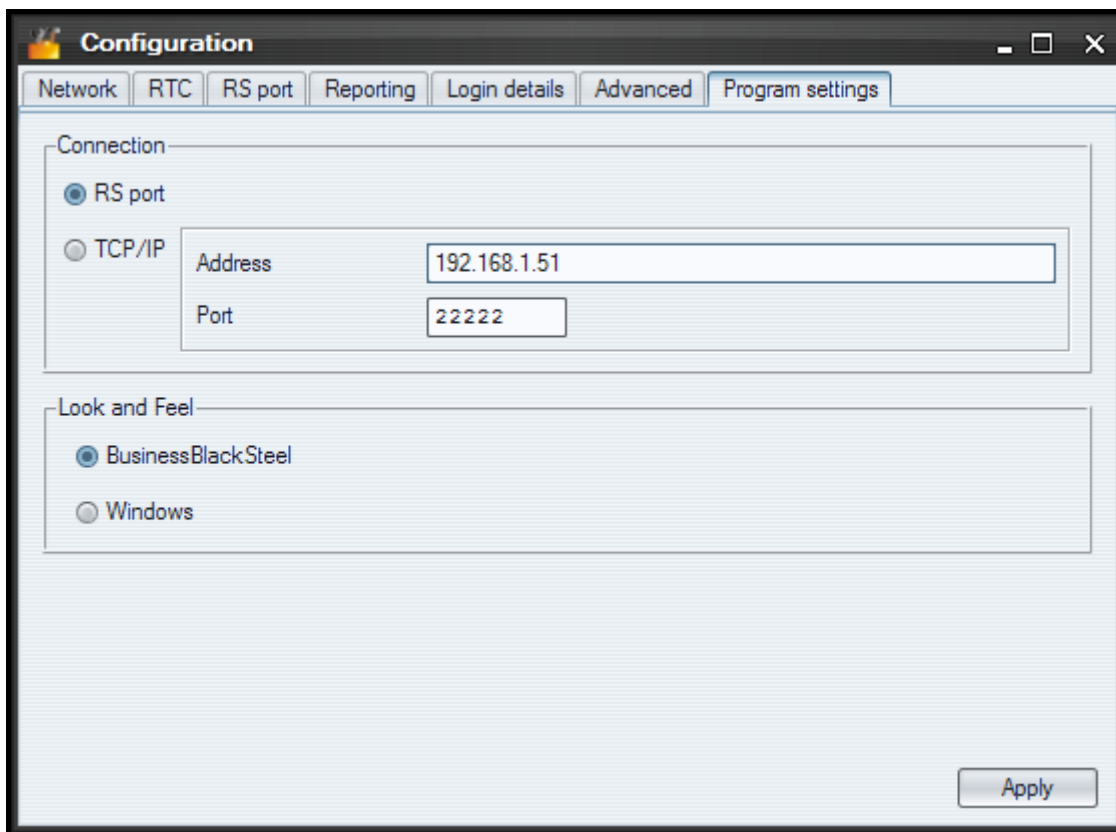 Configuration
Network RTC RS port Reporting Login details Advanced Program settings
Connection
RS port
TCP/IP
Address 192.168.1.51
Port 22222
Look and Feel
BusinessBlackSteel
Windows
Apply